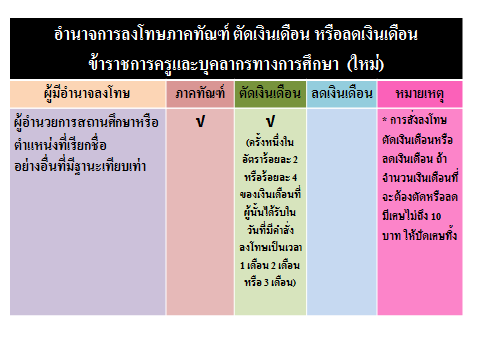 อำนาจการลงโทษภาคทัณฑ์ ตัดเงินเดือน หรือลดเงินเดือน
ข้าราชการครูและบุคลากรทางการศึกษา (ใหม่)
ผู้มีอำนาจลงโทษ ภาคทัณฑ์ ตัดเงินเดือน ลดเงินเดือน หมายเหตุ
ผู้อำนวยการสถานศึกษาหรือ
ตำแหน่งที่เรียกชื่อ
อย่างอื่นที่มีฐานะเทียบเท่า
√
√
(ครั้งหนึ่งใน
อัตราร้อยละ 2
หรือร้อยละ 4
ของเงินเดือนที่
ผู้นั้นได้รับใน
วันที่มีคำสั่ง
ลงโทษเป็นเวลา
1 เดือน 2 เดือน
หรือ 3 เดือน)
* การสั่งลงโทษ
ตัดเงินเดือนหรือ
ลดเงินเดือน ถ้า
จำนวนเงินเดือนที่
จะต้องตัดหรือลด
มีเศษไม่ถึง 10
บาท ให้ปัดเศษทิ้ง